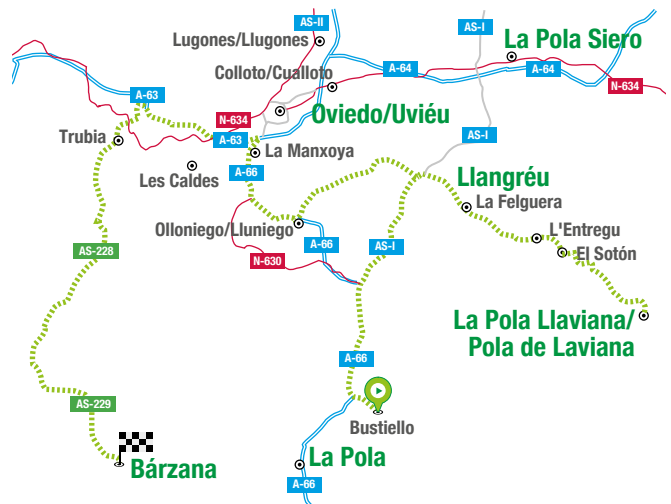 AS-II
AS-I
Lugones/Llugones
La Pola Siero
Colloto/Cualloto
A-64
A-64
A-63
N-634
N-634
Oviedo/Uviéu
Trubia
A-63
AS-I
La Manxoya
Les Caldes
A-66
Llangréu
La Felguera
Olloniego/Lluniego
L'Entregu
AS-228
A-66
AS-I
El Sotón
N-630
La Pola Llaviana/
Pola de Laviana
A-66
AS-229
Bustiello
Bárzana
La Pola
A-66